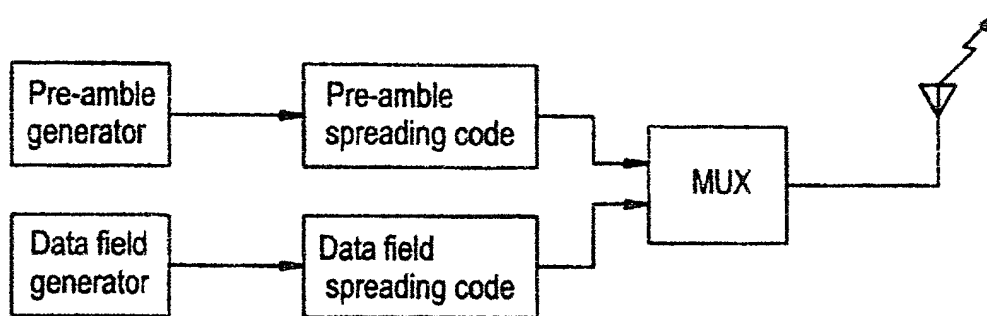 Pre-amble
generator
Pre-amble
spreading code
MUX
Data field
generator
Data field
spreading code